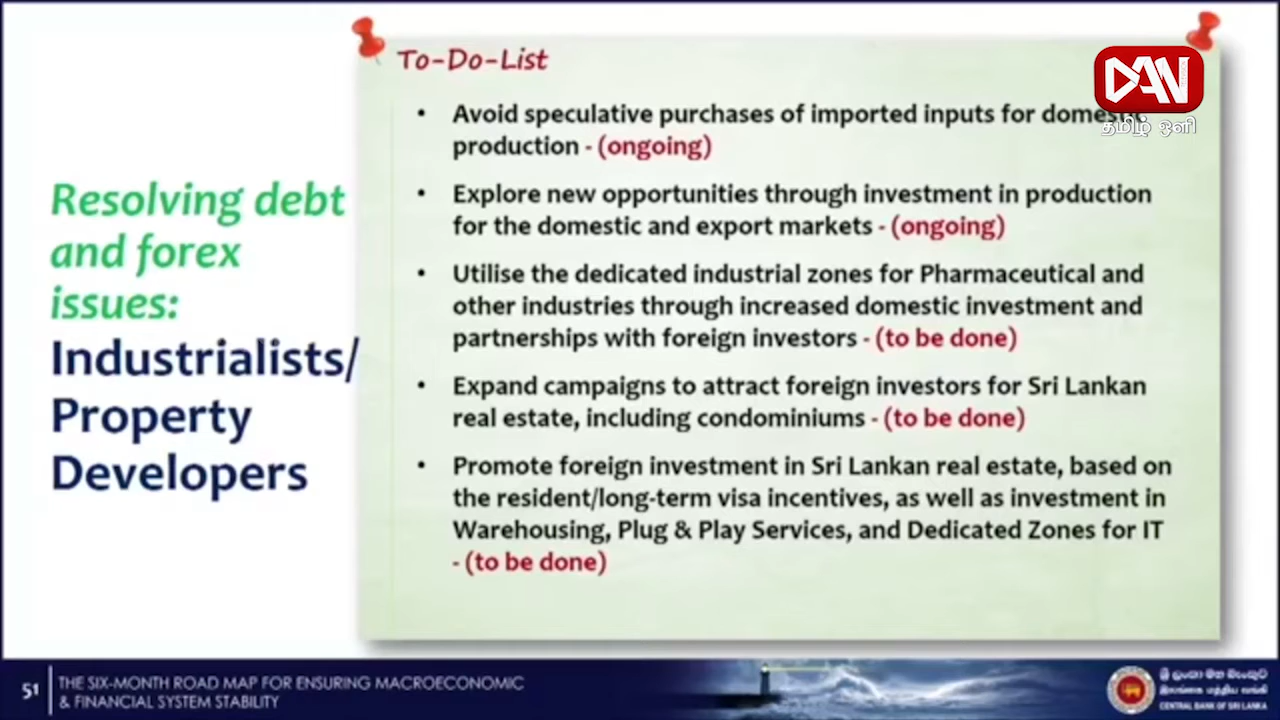 To-Do-List
DAN
தமிழ் ஒளி
• Avoid speculative purchases of imported inputs for domestic
production - (ongoing)
• Explore new opportunities through investment in production
for the domestic and export markets - (ongoing)
• Utilise the dedicated industrial zones for Pharmaceutical and
other industries through increased domestic investment and
partnerships with foreign investors - (to be done)
• Expand campaigns to attract foreign investors for Sri Lankan
real estate, including condominiums - (to be done)
• Promote foreign investment in Sri Lankan real estate, based on
the resident/long-term visa incentives, as well as investment in
Warehousing, Plug & Play Services, and Dedicated Zones for IT
- (to be done)
Resolving debt
and forex
issues:
Industrialists/
Property
Developers
51
THE SIX-MONTH ROAD MAP FOR ENSURING MACROECONOMIC
& FINANCIAL SYSTEM STABILITY
ශ්‍රී ලංකා මහ බැංකුව
இலங்கை மத்திய வங்கி
CENTRAL BANK OF SRI LANKA